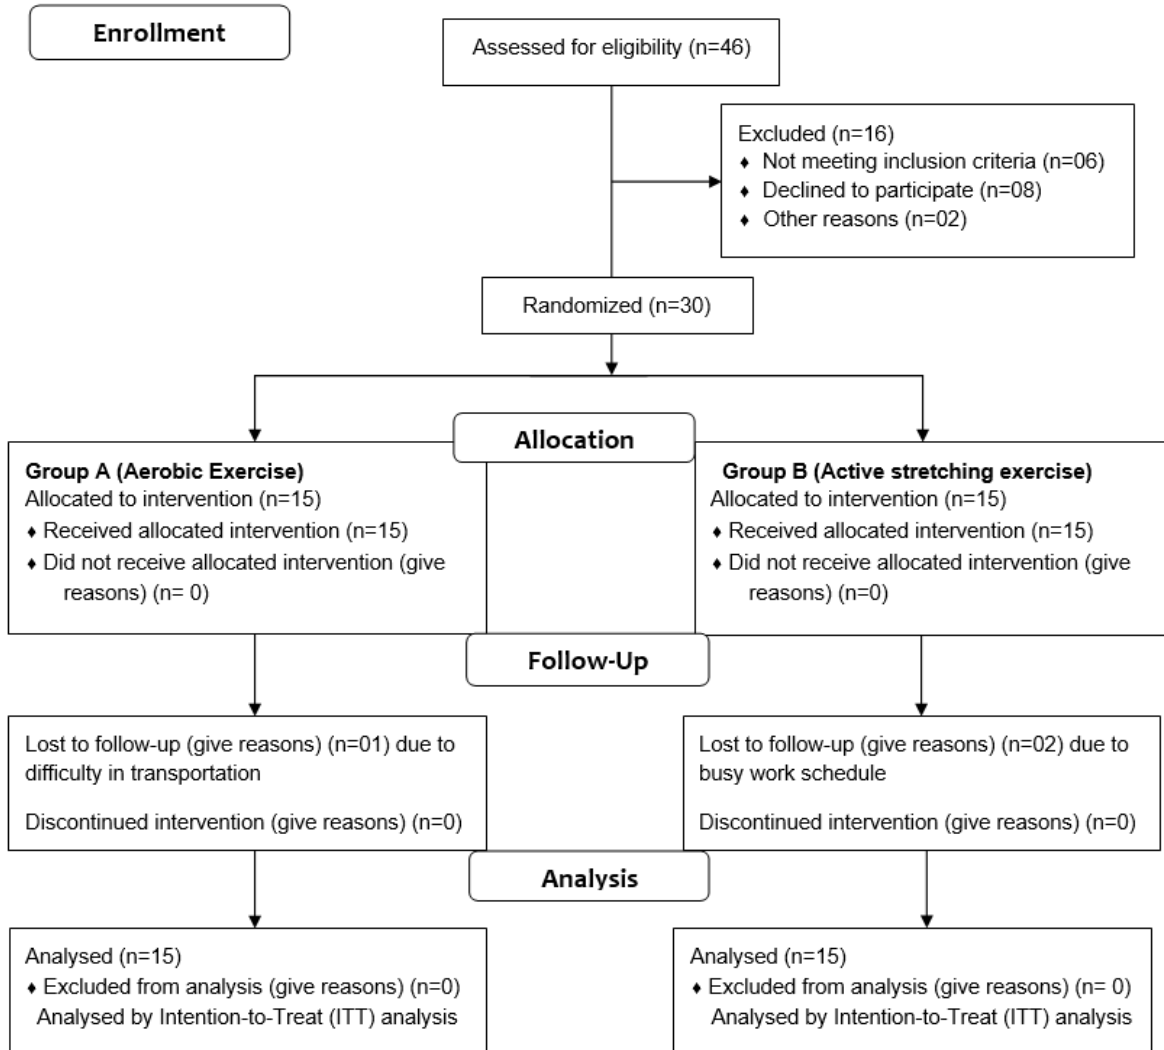 Enrollment
Assessed for eligibility (n=46)
Excluded (n=16)
♦ Not meeting inclusion criteria (n=06)
♦ Declined to participate (n=08)
♦ Other reasons (n=02)
Randomized (n=30)
Allocation
Group A (Aerobic Exercise)
Allocated to intervention (n=15)
♦ Received allocated intervention (n=15)
♦ Did not receive allocated intervention (give
reasons) (n= 0)
Group B (Active stretching exercise)
Allocated to intervention (n=15)
♦ Received allocated intervention (n=15)
♦ Did not receive allocated intervention (give
reasons) (n=0)
Follow-Up
Lost to follow-up (give reasons) (n=01) due to
difficulty in transportation
Discontinued intervention (give reasons) (n=0)
Lost to follow-up (give reasons) (n=02) due to
busy work schedule
Discontinued intervention (give reasons) (n=0)
Analysis
Analysed (n=15)
♦ Excluded from analysis (give reasons) (n=0)
Analysed by Intention-to-Treat (ITT) analysis
Analysed (n=15)
♦ Excluded from analysis (give reasons) (n= 0)
Analysed by Intention-to-Treat (ITT) analysis